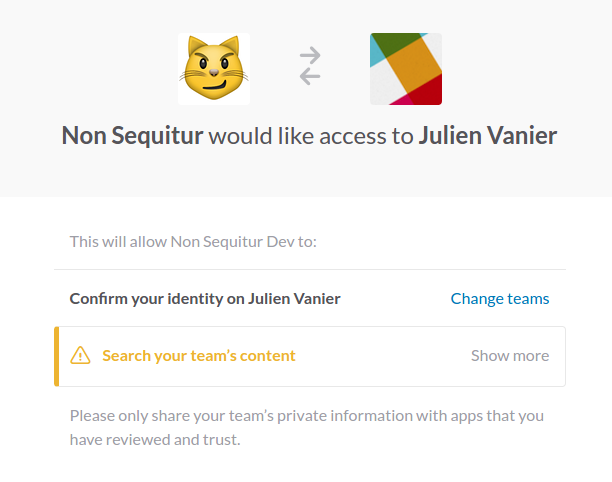 Non Sequitur would like access to Julien Vanier
This will allow Non Sequitur Dev to:
Confirm your identity on Julien Vanier Change teams
Search your team's content Show more
Please only share your team's private information with apps that you
have reviewed and trust.